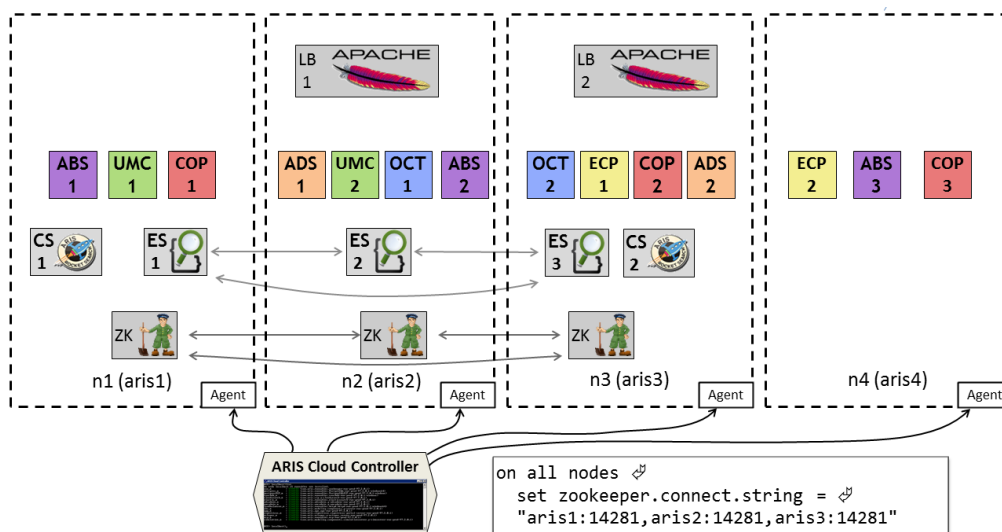 LB
1
APACHE
LB
2
APACHE
ABS
1
UMC
1
COP
1
ADS
1
UMC
2
OCT
1
ABS
2
OCT
2
ECP
1
COP
2
ADS
2
ECP
2
ABS
3
COP
3
CS
1
ARIS
ES
1
ES
2
ES
3
CS
2
ARIS
ZK
ZK
ZK
n1 (aris1)
n2 (aris2)
n3 (aris3)
n4 (aris4)
Agent
Agent
Agent
Agent
ARIS Cloud Controller
on all nodes
set zookeeper.connect.string =
"aris1:14281,aris2:14281,aris3:14281"